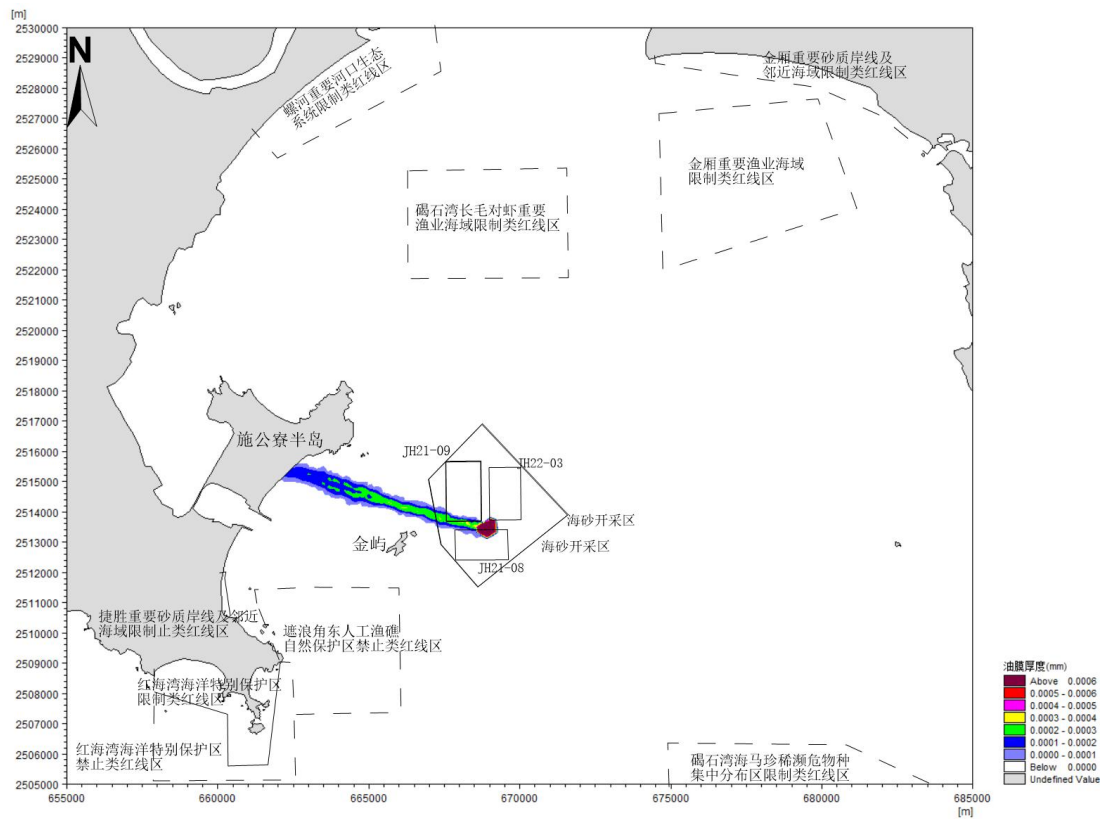 [m]
2530000
2529000
2528000
2527000
2526000
2525000
2524000
2523000
2522000
2521000
2520000
2519000
2518000
2517000
2516000
2515000
2514000
2513000
2512000
2511000
2510000
2509000
2508000
2507000
2506000
2505000
N
螺河重要河口生态
系统限制类红线区
金厢重要砂质岸线及
邻近海域限制类红线区
金厢重要渔业海域
限制类红线区
碣石湾长毛对虾重要
渔业海域限制类红线区
施公寮半岛
JH21-09
JH22-03
海砂开采区
海砂开采区
金屿
JH21-08
捷胜重要砂质岸线及邻近
海域限制止类红线区
遮浪角东人工渔礁
自然保护区禁止类红线区
红海湾海洋特别保护区
限制类红线区
红海湾海洋特别保护区
禁止类红线区
碣石湾海马珍稀濒危物种
集中分布区限制类红线区
655000
660000
665000
670000
675000
680000
685000
[m]
油膜厚度(mm)
Above 0.0006
0.0005 - 0.0006
0.0004 - 0.0005
0.0003 - 0.0004
0.0002 - 0.0003
0.0001 - 0.0002
0.0000 - 0.0001
Below 0.0000
Undefined Value